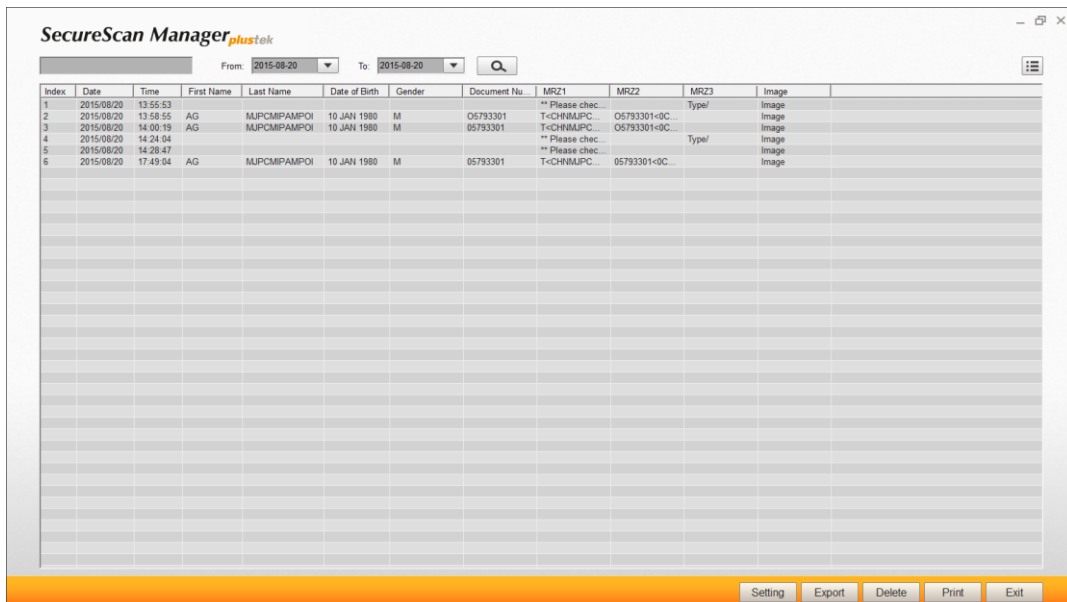 SecureScan Manager plustek
From: 2015-08-20 To: 2015-08-20
Index Date Time First Name Last Name Date of Birth Gender Document Nu... MRZ1 MRZ2 MRZ3 Image
1 2015/08/20 13:55:53 ** Please chec... Type/ Image
2 2015/08/20 13:58:55 AG MJPCMIPAMPOI 10 JAN 1980 M O5793301 T<CHNMJPC... O5793301<0C...  Image
3 2015/08/20 14:00:19 AG MJPCMIPAMPOI 10 JAN 1980 M 05793301 T<CHNMJPC... 05793301<0C... Image
4 2015/08/20 14:24:04 ** Please chec... Type/ Image
5 2015/08/20 14:28:47 ** Please chec... Image
6 2015/08/20 17:49:04 AG MJPCMIPAMPOI 10 JAN 1980 M 05793301 T<CHNMJPC... 05793301<0C... Image
Setting Export Delete Print Exit